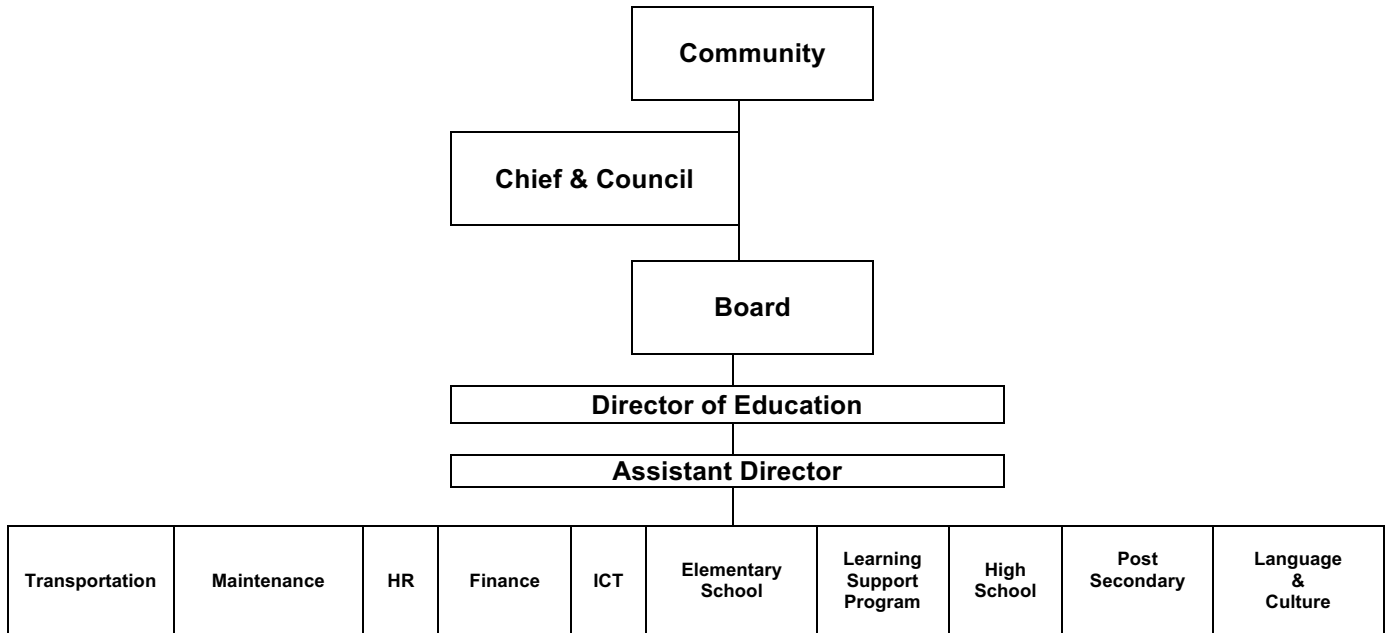 Community
Chief & Council
Board
Director of Education
Assistant Director
Transportation
Maintenance
HR
Finance
ICT
Elementary
School
Learning
Support
Program
High
School
Post
Secondary
Language
&
Culture